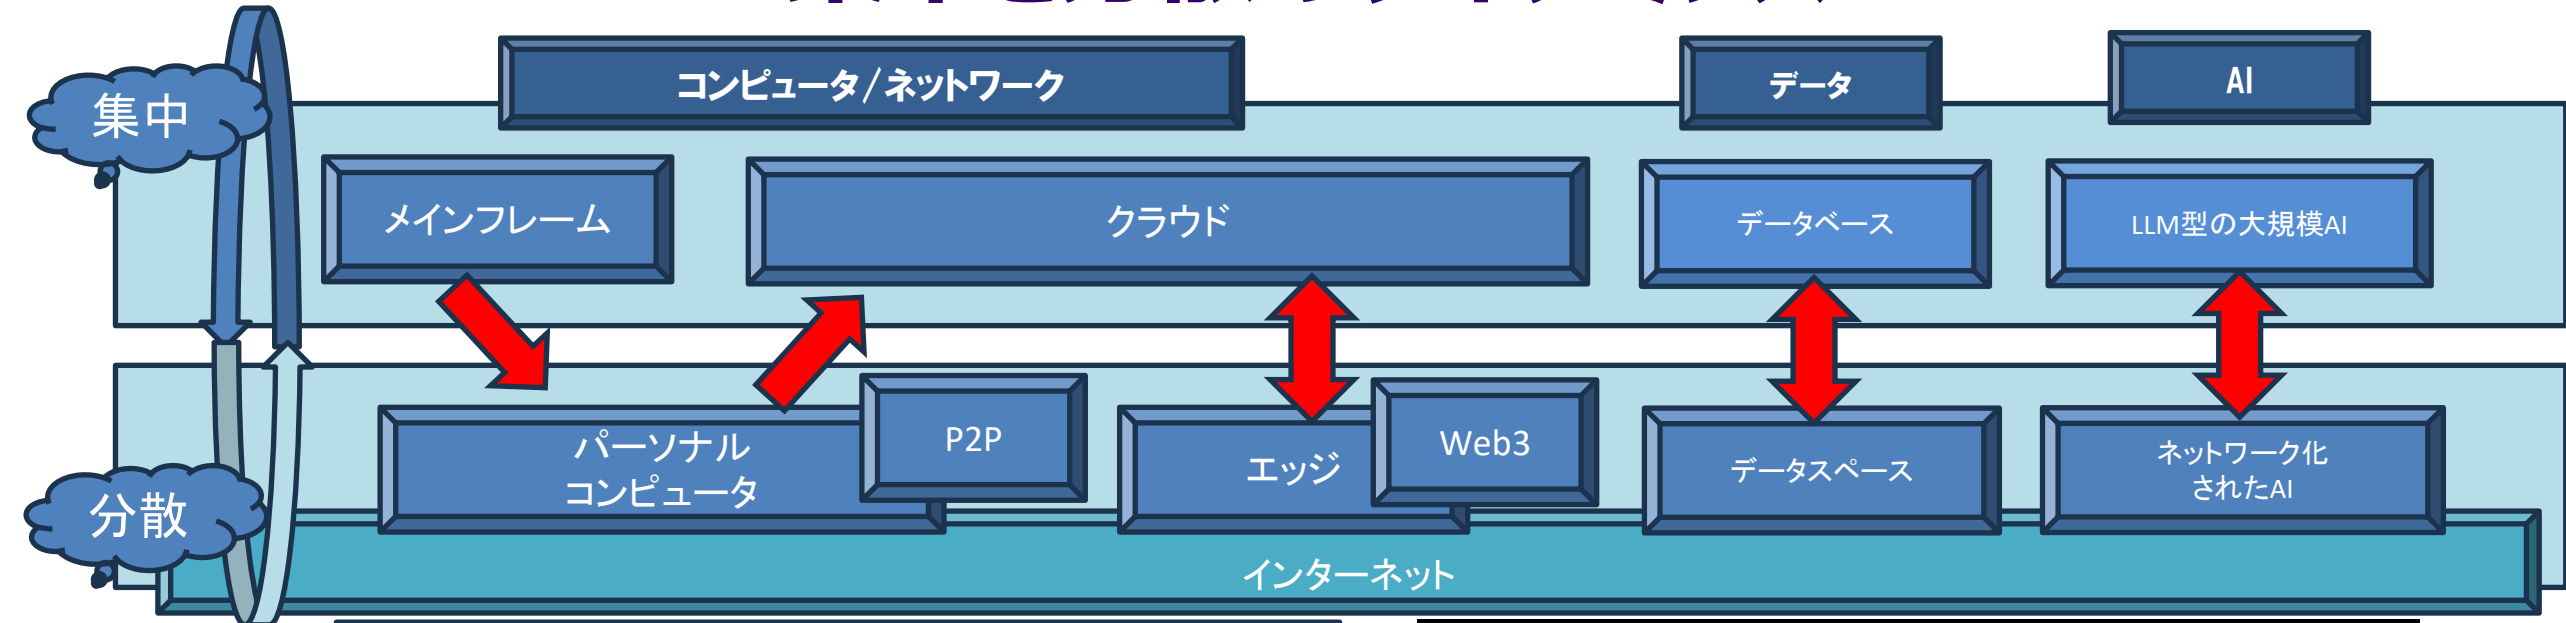 コンピュータ/ネットワーク
データ
AI
集中
メインフレーム
クラウド
データベース
LLM型の大規模AI
パーソナル
コンピュータ
P2P
エッジ
Web3
データスペース
ネットワーク化
されたAI
分散
インターネット